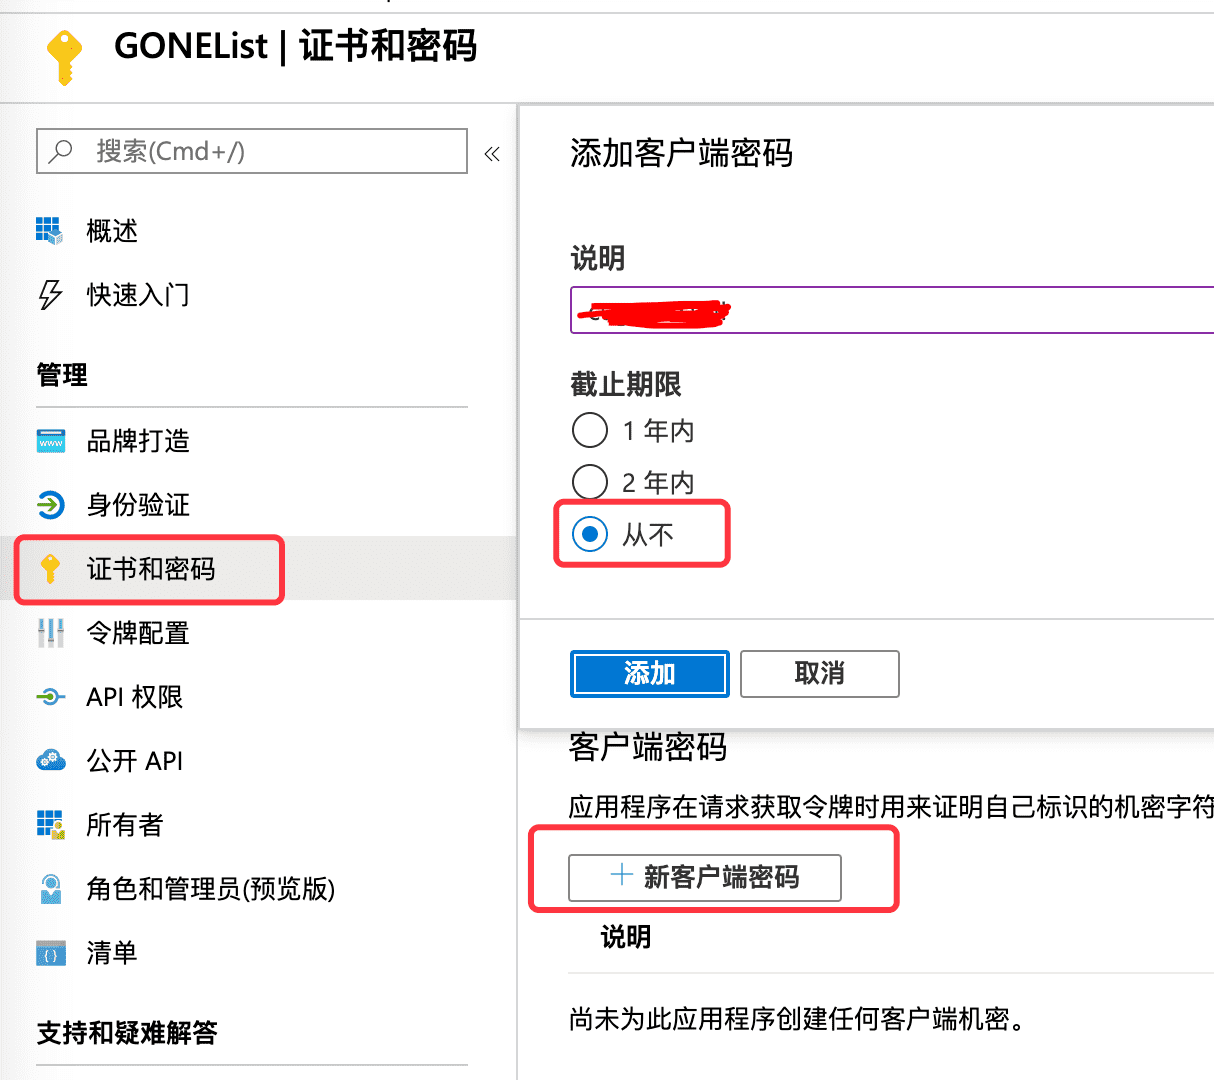 GONEList | 证书和密码
搜索(Cmd+/)
«
概述
快速入门
管理
品牌打造
身份验证
证书和密码
令牌配置
API 权限
公开 API
所有者
角色和管理员(预览版)
清单
支持和疑难解答
添加客户端密码
说明
截止期限
1 年内
2 年内
从不
添加
取消
客户端密码
应用程序在请求获取令牌时用来证明自己标识的机密字符
新客户端密码
说明
尚未为此应用程序创建任何客户端机密。